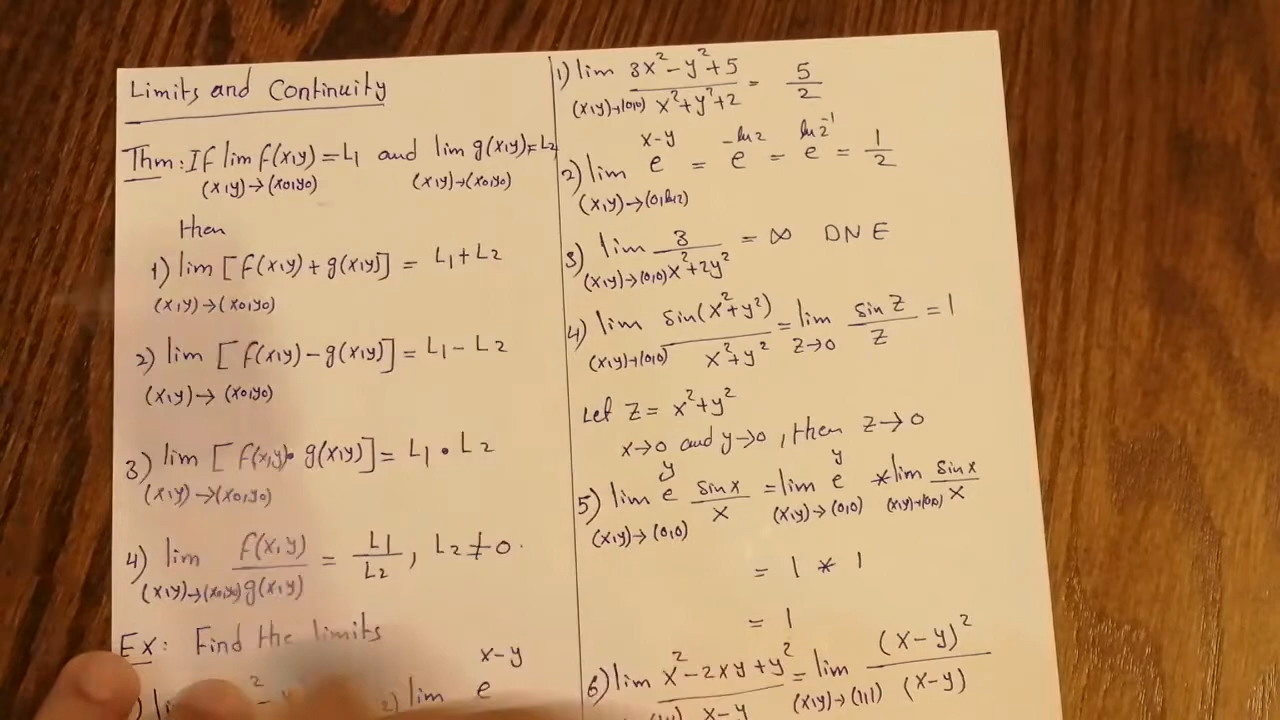 Limits and Continuity
Thm: If lim f(x,y) = L₁ and lim g(x,y) = L₂
(x,y)→(x₀,y₀) (x,y)→(x₀,y₀)
then
1) lim [f(x,y) + g(x,y)] = L₁ + L₂
(x,y)→(x₀,y₀)
2) lim [f(x,y) – g(x,y)] = L₁ – L₂
(x,y)→(x₀,y₀)
3) lim [f(x,y) • g(x,y)] = L₁ • L₂
(x,y)→(x₀,y₀)
4) lim f(x,y)/g(x,y) = L₁/L₂, L₂ ≠ 0.
(x,y)→(x₀,y₀)
Ex: Find the limits
2) lim e^(x-y)
1) lim (3x²-y²+5)/(x²+y²+2) = 5/2
(x,y)→(0,0)
2) lim e^(x-y) = e^(-ln2) = e^(ln2⁻¹) = 1/2
(x,y)→(0,ln2)
3) lim 3/(x²+2y²) = ∞ DNE
(x,y)→(0,0)
4) lim sin(x²+y²)/(x²+y²) = lim sin z/z = 1
(x,y)→(0,0) z→0
Let z = x²+y²
x→0 and y→0, then z→0
5) lim e^y sinx/x = lim e^y * lim sinx/x
(x,y)→(0,0) (x,y)→(0,0) (x,y)→(0,0)
= 1 * 1
= 1
6) lim (x²-2xy+y²)/(x-y) = lim (x-y)²/(x-y)
(x,y)→(1,1)